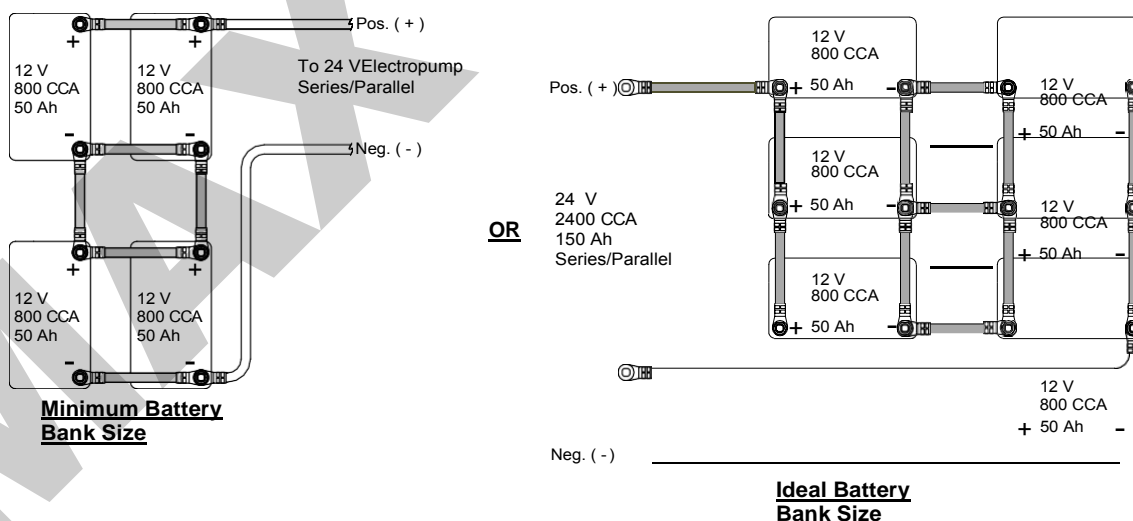 Pos. ( + )
+ +
12 V
800 CCA
50 Ah
12 V
800 CCA
50 Ah
To 24 VElectropump
Series/Parallel
- -
Neg. ( - )
+ +
12 V
800 CCA
50 Ah
12 V
800 CCA
50 Ah
- -
Minimum Battery
Bank Size
OR
Pos. ( + )
12 V
800 CCA
+ 50 Ah -
12 V
800 CCA
+ 50 Ah -
12 V
800 CCA
+ 50 Ah -
12 V
800 CCA
+ 50 Ah -
24 V
2400 CCA
150 Ah
Series/Parallel
12 V
800 CCA
+ 50 Ah -
12 V
800 CCA
+ 50 Ah -
Neg. ( - )
Ideal Battery
Bank Size
MAX